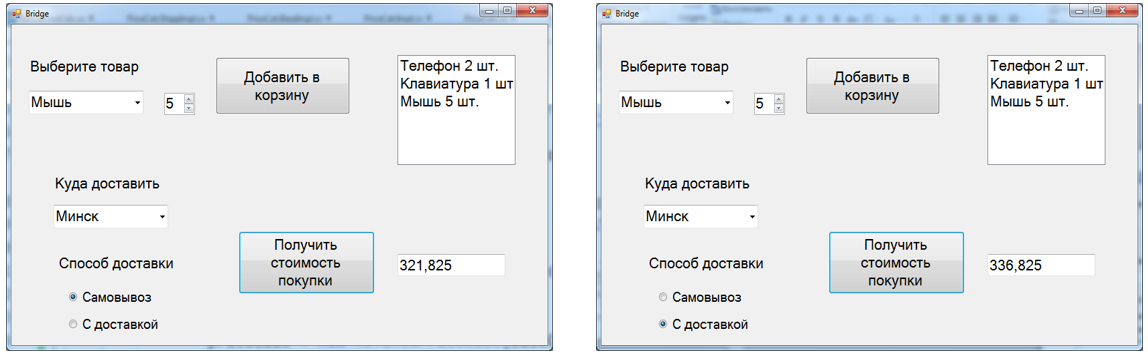 Bridge
Выберите товар
Мышь
5
Добавить в
корзину
Телефон 2 шт.
Клавиатура 1 шт
Мышь 5 шт.
Куда доставить
Минск
Способ доставки
Самовывоз
С доставкой
Получить
стоимость
покупки
321,825
Bridge
Выберите товар
Мышь
5
Добавить в
корзину
Телефон 2 шт.
Клавиатура 1 шт
Мышь 5 шт.
Куда доставить
Минск
Способ доставки
Самовывоз
С доставкой
Получить
стоимость
покупки
336,825